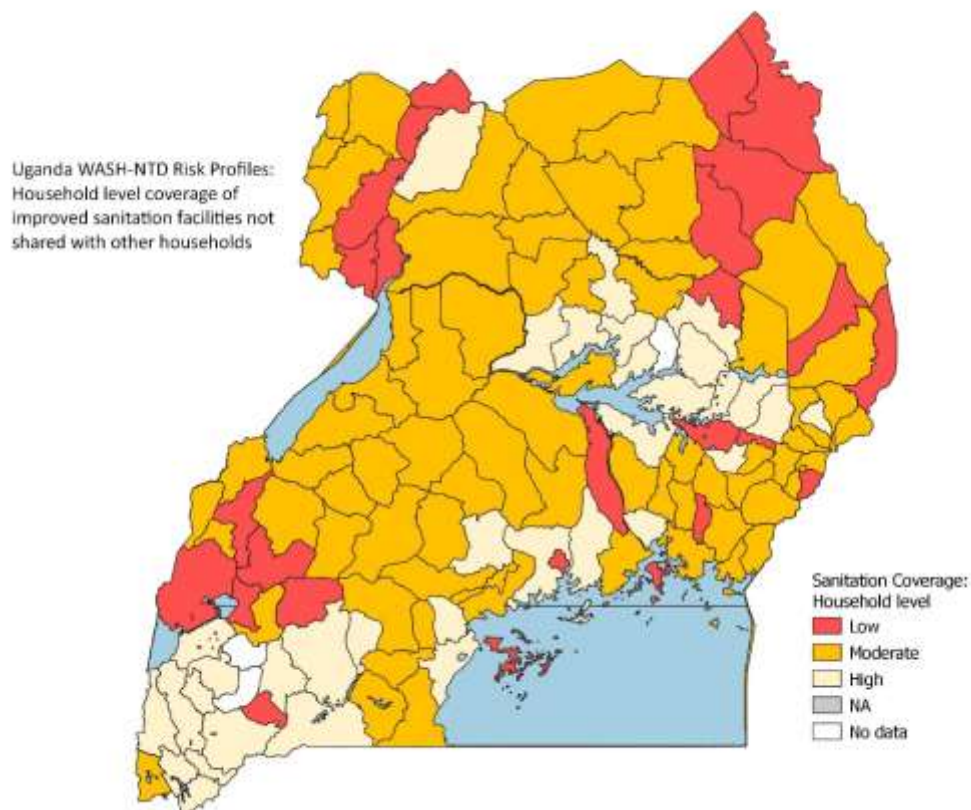 Uganda WASH-NTD Risk Profiles:
Household level coverage of
improved sanitation facilities not
shared with other households
Sanitation Coverage:
Household level
Low
Moderate
High
NA
No data